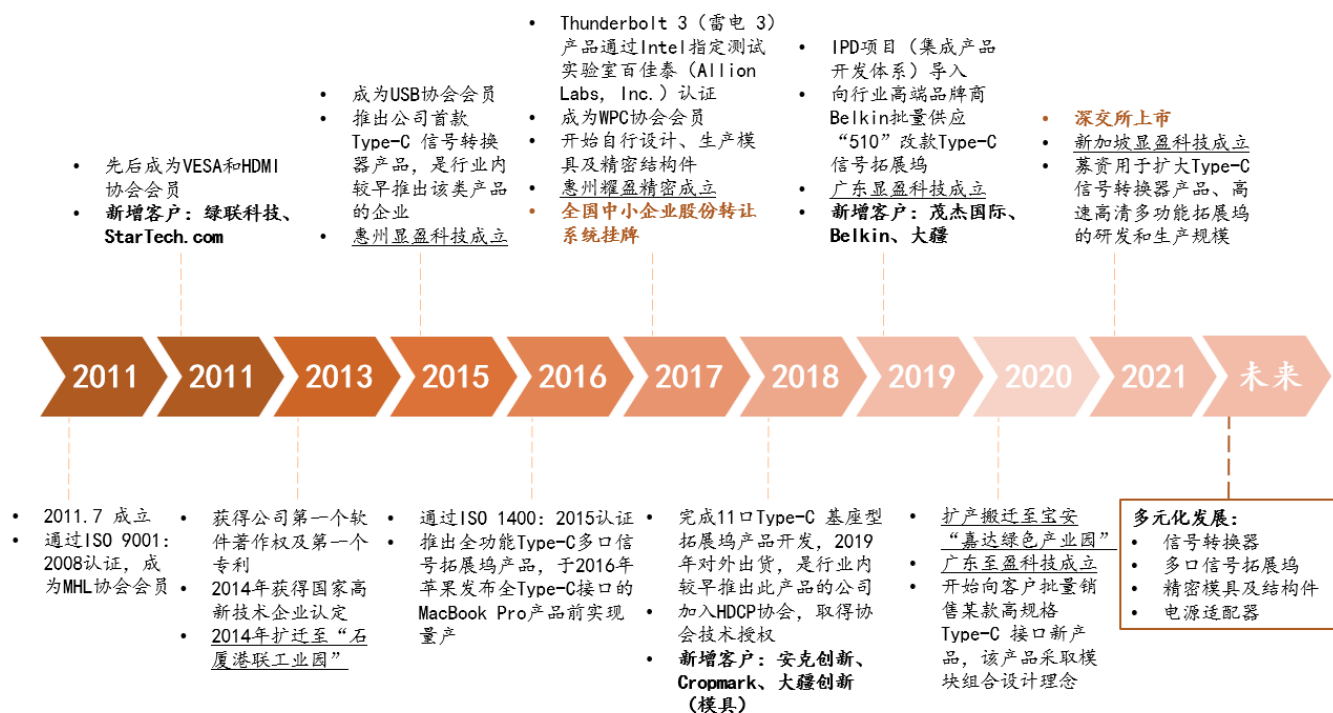 • 先后成为VESA和HDMI
协会会员
• 新增客户：绿联科技、
StarTech.com
• 成为USB协会会员
• 推出公司首款
Type-C 信号转换
器产品，是行业内
较早推出该类产品
的企业
• 惠州显盈科技成立
• Thunderbolt 3（雷电 3）
产品通过Intel指定测试
实验室百佳泰（Allion
Labs, Inc.）认证
• 成为WPC协会会员
• 开始自行设计、生产模
具及精密结构件
• 惠州耀盈精密成立
• 全国中小企业股份转让
系统挂牌
• IPD项目（集成产品
开发体系）导入
• 向行业高端品牌商
Belkin批量供应
“510”改款Type-C
信号拓展坞
• 广东显盈科技成立
• 新增客户：茂杰国际、
Belkin、大疆
• 深交所上市
• 新加坡显盈科技成立
• 募资用于扩大Type-C
信号转换器产品、高
速高清多功能拓展坞
的研发和生产规模
2011
2011
2013
2015
2016
2017
2018
2019
2020
2021
未来
• 2011.7 成立
• 通过ISO 9001：
2008认证，成
为MHL协会会员
• 获得公司第一个软
件著作权及第一个
专利
• 2014年获得国家高
新技术企业认定
• 2014年扩迁至“石
厦港联工业园”
• 通过ISO 1400：2015认证
• 推出全功能Type-C多口信
号拓展坞产品，于2016年
苹果发布全Type-C接口的
MacBook Pro产品前实现
量产
• 完成11口Type-C 基座型
拓展坞产品开发，2019
年对外出货，是行业内
较早推出此产品的公司
• 加入HDCP协会，取得协
会技术授权
• 新增客户：安克创新、
Cropmark、大疆创新
（模具）
• 扩产搬迁至宝安
“嘉达绿色产业园”
• 广东至盈科技成立
• 开始向客户批量销
售某款高规格
Type-C 接口新产
品，该产品采取模
块组合设计理念
多元化发展：
• 信号转换器
• 多口信号拓展坞
• 精密模具及结构件
• 电源适配器